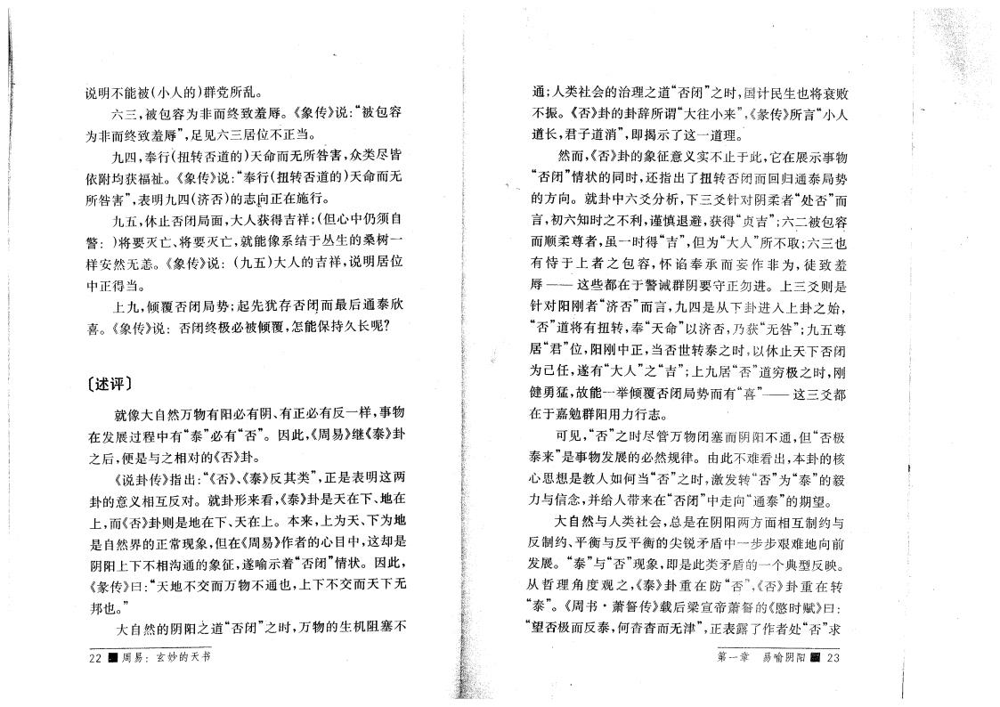 说明不能被(小人的)群党所乱。
六三,被包容为非而终致羞辱。《象传》说:“被包容
为非而终致羞辱”,足见六三居位不正当。
九四,奉行(扭转否道的)天命而无所咎害,众类尽皆
依附均获福祉。《象传》说:“奉行(扭转否道的)天命而无
所咎害”,表明九四(济否)的志向正在施行。
九五,休止否闭局面,大人获得吉祥;(但心中仍须自
警:)将要灭亡、将要灭亡,就能像系结于丛生的桑树一
样安然无恙。《象传》说:(九五)大人的吉祥,说明居位
中正得当。
上九,倾覆否闭局势;起先犹存否闭而最后通泰欣
喜。《象传》说:否闭终极必被倾覆,怎能保持久长呢?
〔述评〕
就像大自然万物有阳必有阴、有正必有反一样,事物
在发展过程中有“泰”必有“否”。因此,《周易》继《泰》卦
之后,便是与之相对的《否》卦。
《说卦传》指出:“《否》、《泰》反其类”,正是表明这两
卦的意义相互反对。就卦形来看,《泰》卦是天在下、地在
上,而《否》卦则是地在下、天在上。本来,上为天、下为地
是自然界的正常现象,但在《周易》作者的心目中,这却是
阴阳上下不相沟通的象征,遂喻示着“否闭”情状。因此,
《彖传》曰:“天地不交而万物不通也,上下不交而天下无
邦也。”
大自然的阴阳之道“否闭”之时,万物的生机阻塞不
22 周易:玄妙的天书
通;人类社会的治理之道“否闭”之时,国计民生也将衰败
不振。《否》卦的卦辞所谓“大往小来”,《彖传》所言“小人
道长,君子道消”,即揭示了这一道理。
然而,《否》卦的象征意义实不止于此,它在展示事物
“否闭”情状的同时,还指出了扭转否闭而回归通泰局势
的方向。就卦中六爻分析,下三爻针对阴柔者“处否”而
言,初六知时之不利,谨慎退避,获得“贞吉”;六二被包容
而顺柔尊者,虽一时得“吉”,但为“大人”所不取;六三也
有恃于上者之包容,怀谄奉承而妄作非为,徒致羞
辱——这些都在于警诫群阴要守正勿进。上三爻则是
针对阳刚者“济否”而言,九四是从下卦进入上卦之始,
“否”道将有扭转,奉“天命”以济否,乃获“无咎”;九五尊
居“君”位,阳刚中正,当否世转泰之时,以休止天下否闭
为己任,遂有“大人”之“吉”;上九居“否”道穷极之时,刚
健勇猛,故能一举倾覆否闭局势而有“喜”——这三爻都
在于嘉勉群阳用力行志。
可见,“否”之时尽管万物闭塞而阴阳不通,但“否极
泰来”是事物发展的必然规律。由此不难看出,本卦的核
心思想是教人如何当“否”之时,激发转“否”为“泰”的毅
力与信念,并给人带来在“否闭”中走向“通泰”的期望。
大自然与人类社会,总是在阴阳两方面相互制约与
反制约、平衡与反平衡的尖锐矛盾中一步步艰难地向前
发展。“泰”与“否”现象,即是此类矛盾的一个典型反映。
从哲理角度观之,《泰》卦重在防“否”,《否》卦重在转
“泰”。《周书·萧詧传》载后梁宣帝萧詧的《愍时赋》曰:
“望否极而反泰,何杳杳而无津”,正表露了作者处“否”求
第一章 易喻阴阳 23